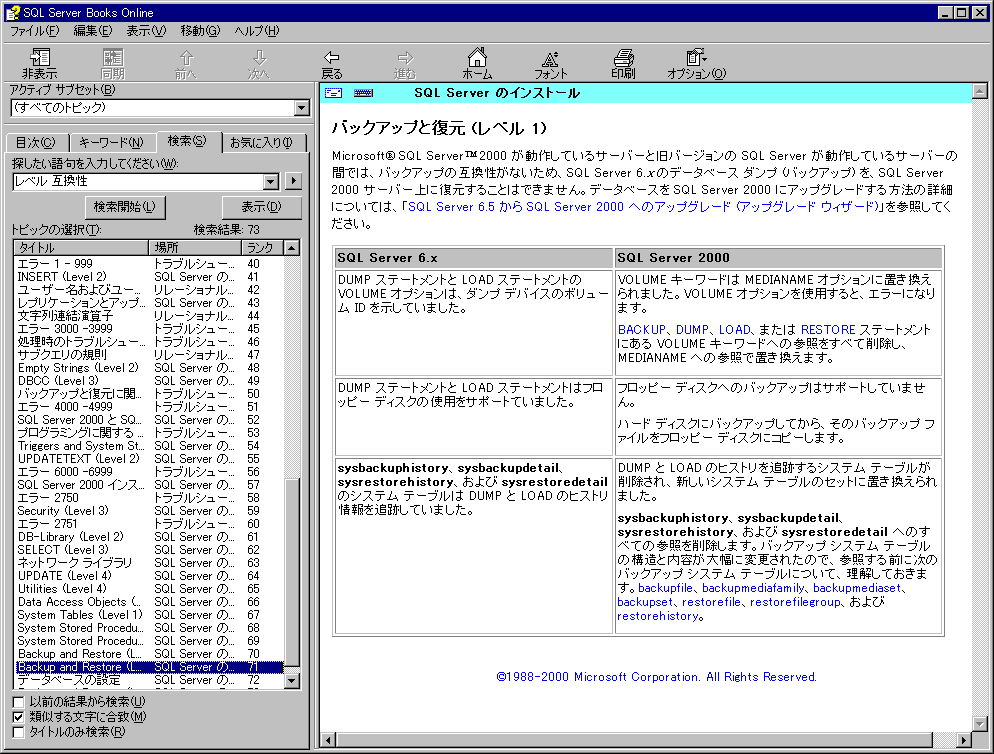 SQL Server Books Online
ファイル(F) 編集(E) 表示(V) 移動(G) ヘルプ(H)
非表示 同期 前へ 次へ 戻る 進む ホーム フォント 印刷 オプション(O)
アクティブ サブセット(B)
(すべてのトピック)
目次(C) キーワード(N) 検索(S) お気に入り(I)
探したい語句を入力してください(W):
レベル 互換性
検索開始(L) 表示(D)
トピックの選択(T): 検索結果: 73
タイトル 場所 ランク
エラー 1 - 999 トラブルシュー... 40
INSERT (Level 2) SQL Server の... 41
ユーザー名およびユー... リレーショナル... 42
レプリケーションとアップ... SQL Server の... 43
文字列連結演算子 リレーショナル... 44
エラー 3000 -3999 トラブルシュー... 45
処理時のトラブルシュー... トラブルシュー... 46
サブクエリの規則 リレーショナル... 47
Empty Strings (Level 2) SQL Server の... 48
DBCC (Level 3) SQL Server の... 49
バックアップと復元に関... トラブルシュー... 50
エラー 4000 -4999 トラブルシュー... 51
SQL Server 2000 と SQ... SQL Server の... 52
プログラミングに関する ... トラブルシュー... 53
Triggers and System St... SQL Server の... 54
UPDATETEXT (Level 2) SQL Server の... 55
エラー 6000 -6999 トラブルシュー... 56
SQL Server 2000 インス... SQL Server の... 57
エラー 2750 トラブルシュー... 58
Security (Level 3) SQL Server の... 59
エラー 2751 トラブルシュー... 60
DB-Library (Level 2) SQL Server の... 61
SELECT (Level 3) SQL Server の... 62
ネットワーク ライブラリ SQL Server の... 63
UPDATE (Level 4) SQL Server の... 64
Utilities (Level 4) SQL Server の... 65
Data Access Objects (... SQL Server の... 66
System Tables (Level 1) SQL Server の... 67
System Stored Procedu... SQL Server の... 68
System Stored Procedu... SQL Server の... 69
Backup and Restore (L... SQL Server の... 70
Backup and Restore (L... SQL Server の... 71
データベースの設定 SQL Server の... 72
以前の結果から検索(U)
類似する文字に合致(M)
タイトルのみ検索(R)
SQL Server のインストール
バックアップと復元 (レベル 1)
Microsoft® SQL Server™ 2000 が動作しているサーバーと旧バージョンの SQL Server が動作しているサーバーの
間では、バックアップの互換性がないため、SQL Server 6.xのデータベース ダンプ (バックアップ) を、SQL Server
2000 サーバー上に復元することはできません。データベースをSQL Server 2000 にアップグレードする方法の詳細
については、「SQL Server 6.5 から SQL Server 2000 へのアップグレード (アップグレード ウィザード)」を参照してく
ださい。
SQL Server 6.x
DUMP ステートメントと LOAD ステートメントの
VOLUME オプションは、ダンプ デバイスのボリュー
ム ID を示していました。
SQL Server 2000
VOLUME キーワードは MEDIANAME オプションに置き換え
られました。VOLUME オプションを使用すると、エラーになり
ます。
BACKUP、DUMP、LOAD、または RESTORE ステートメント
にある VOLUME キーワードへの参照をすべて削除し、
MEDIANAME への参照で置き換えます。
DUMP ステートメントと LOAD ステートメントはフロ
ッピー ディスクの使用をサポートていました。
フロッピー ディスクへのバックアップはサポートしていませ
ん。
ハード ディスクにバックアップしてから、そのバックアップ フ
ァイルをフロッピー ディスクにコピーします。
sysbackuphistory、sysbackupdetail、
sysrestorehistory、および sysrestoredetail
のシステム テーブルは DUMP と LOAD のヒストリ
情報を追跡していました。
DUMP と LOAD のヒストリを追跡するシステム テーブルが
削除され、新しいシステム テーブルのセットに置き換えられ
ました。
sysbackuphistory、sysbackupdetail、
sysrestorehistory、および sysrestoredetail へのす
べての参照を削除します。バックアップ システム テーブル
の構造と内容が大幅に変更されたので、参照する前に次の
バックアップ システム テーブルについて、理解しておきま
す。backupfile、backupmediafamily、backupmediaset、
backupset、restorefile、restorefilegroup、および
restorehistory。
©1988-2000 Microsoft Corporation. All Rights Reserved.